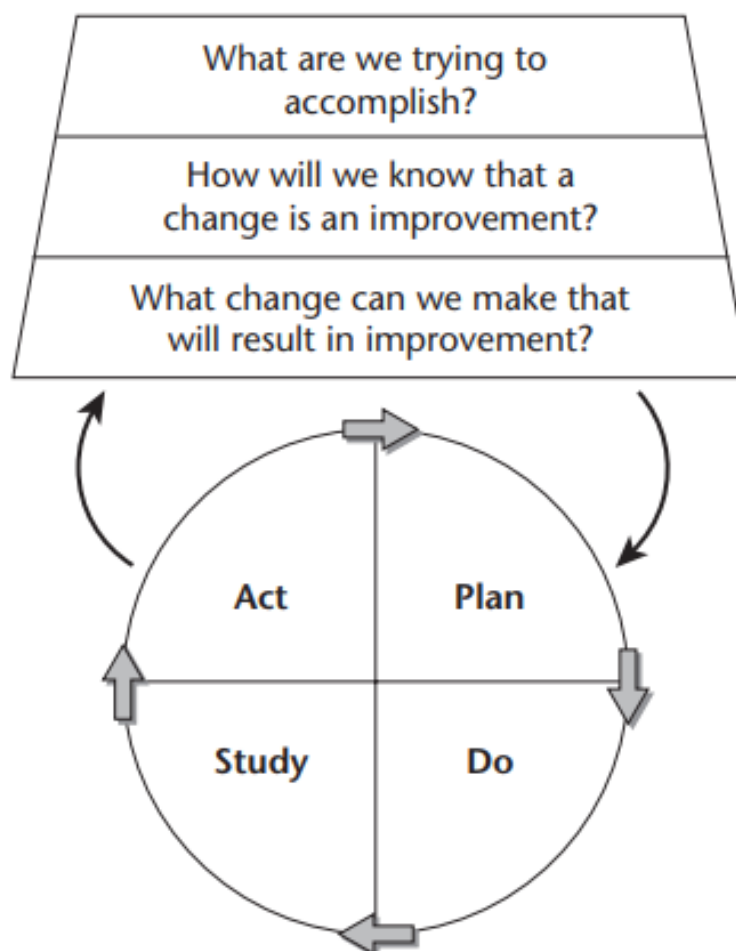 What are we trying to
accomplish?
How will we know that a
change is an improvement?
What change can we make that
will result in improvement?
Act
Plan
Study
Do